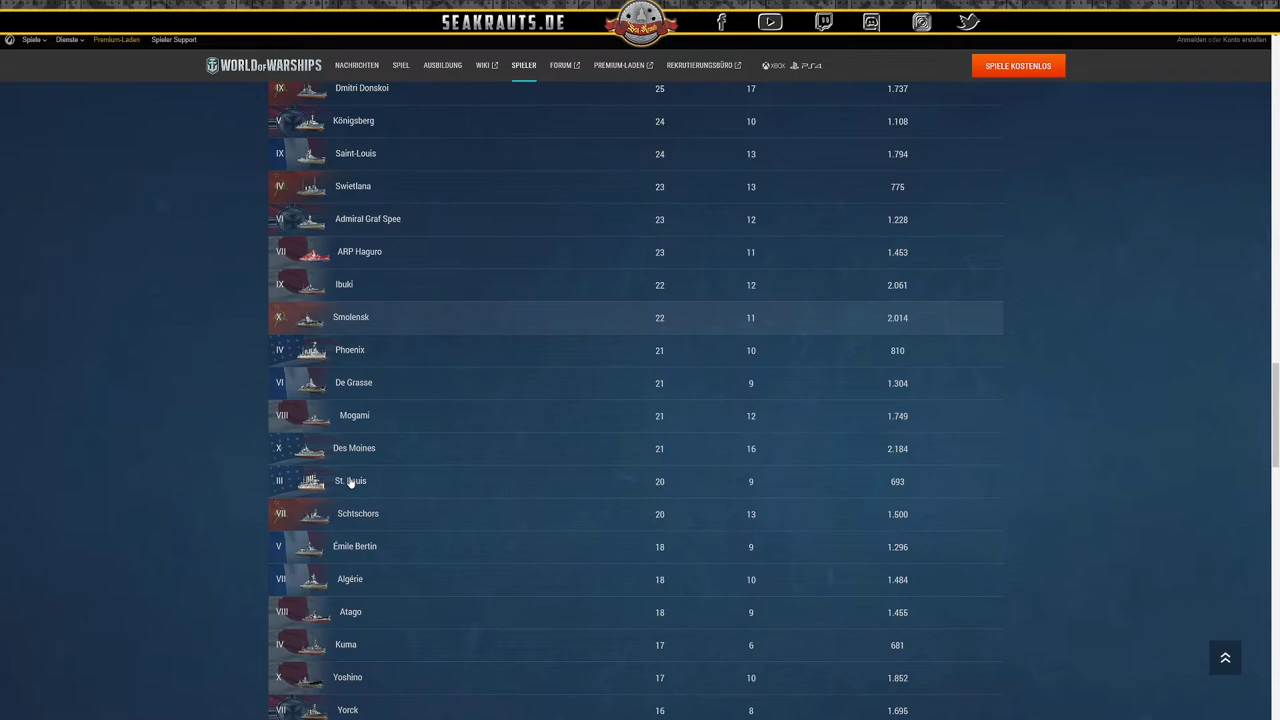 SEAKRAUTS.DE
Spiele Dienste Premium-Laden Spieler Support Anmelden oder Konto erstellen
WORLD OF WARSHIPS NACHRICHTEN SPIEL AUSBILDUNG WIKI SPIELER FORUM PREMIUM-LADEN REKRUTIERUNGSBÜRO XBOX PS4 SPIELE KOSTENLOS
IX Dmitri Donskoi 25 17 1.737
V Königsberg 24 10 1.108
IX Saint-Louis 24 13 1.794
IV Swietlana 23 13 775
VI Admiral Graf Spee 23 12 1.228
VII ARP Haguro 23 11 1.453
IX Ibuki 22 12 2.061
X Smolensk 22 11 2.014
IV Phoenix 21 10 810
VI De Grasse 21 9 1.304
VIII Mogami 21 12 1.749
X Des Moines 21 16 2.184
III St. Louis 20 9 693
VII Schtschors 20 13 1.500
V Émile Bertin 18 9 1.296
VII Algérie 18 10 1.484
VIII Atago 18 9 1.455
IV Kuma 17 6 681
X Yoshino 17 10 1.852
VII Yorck 16 8 1.695